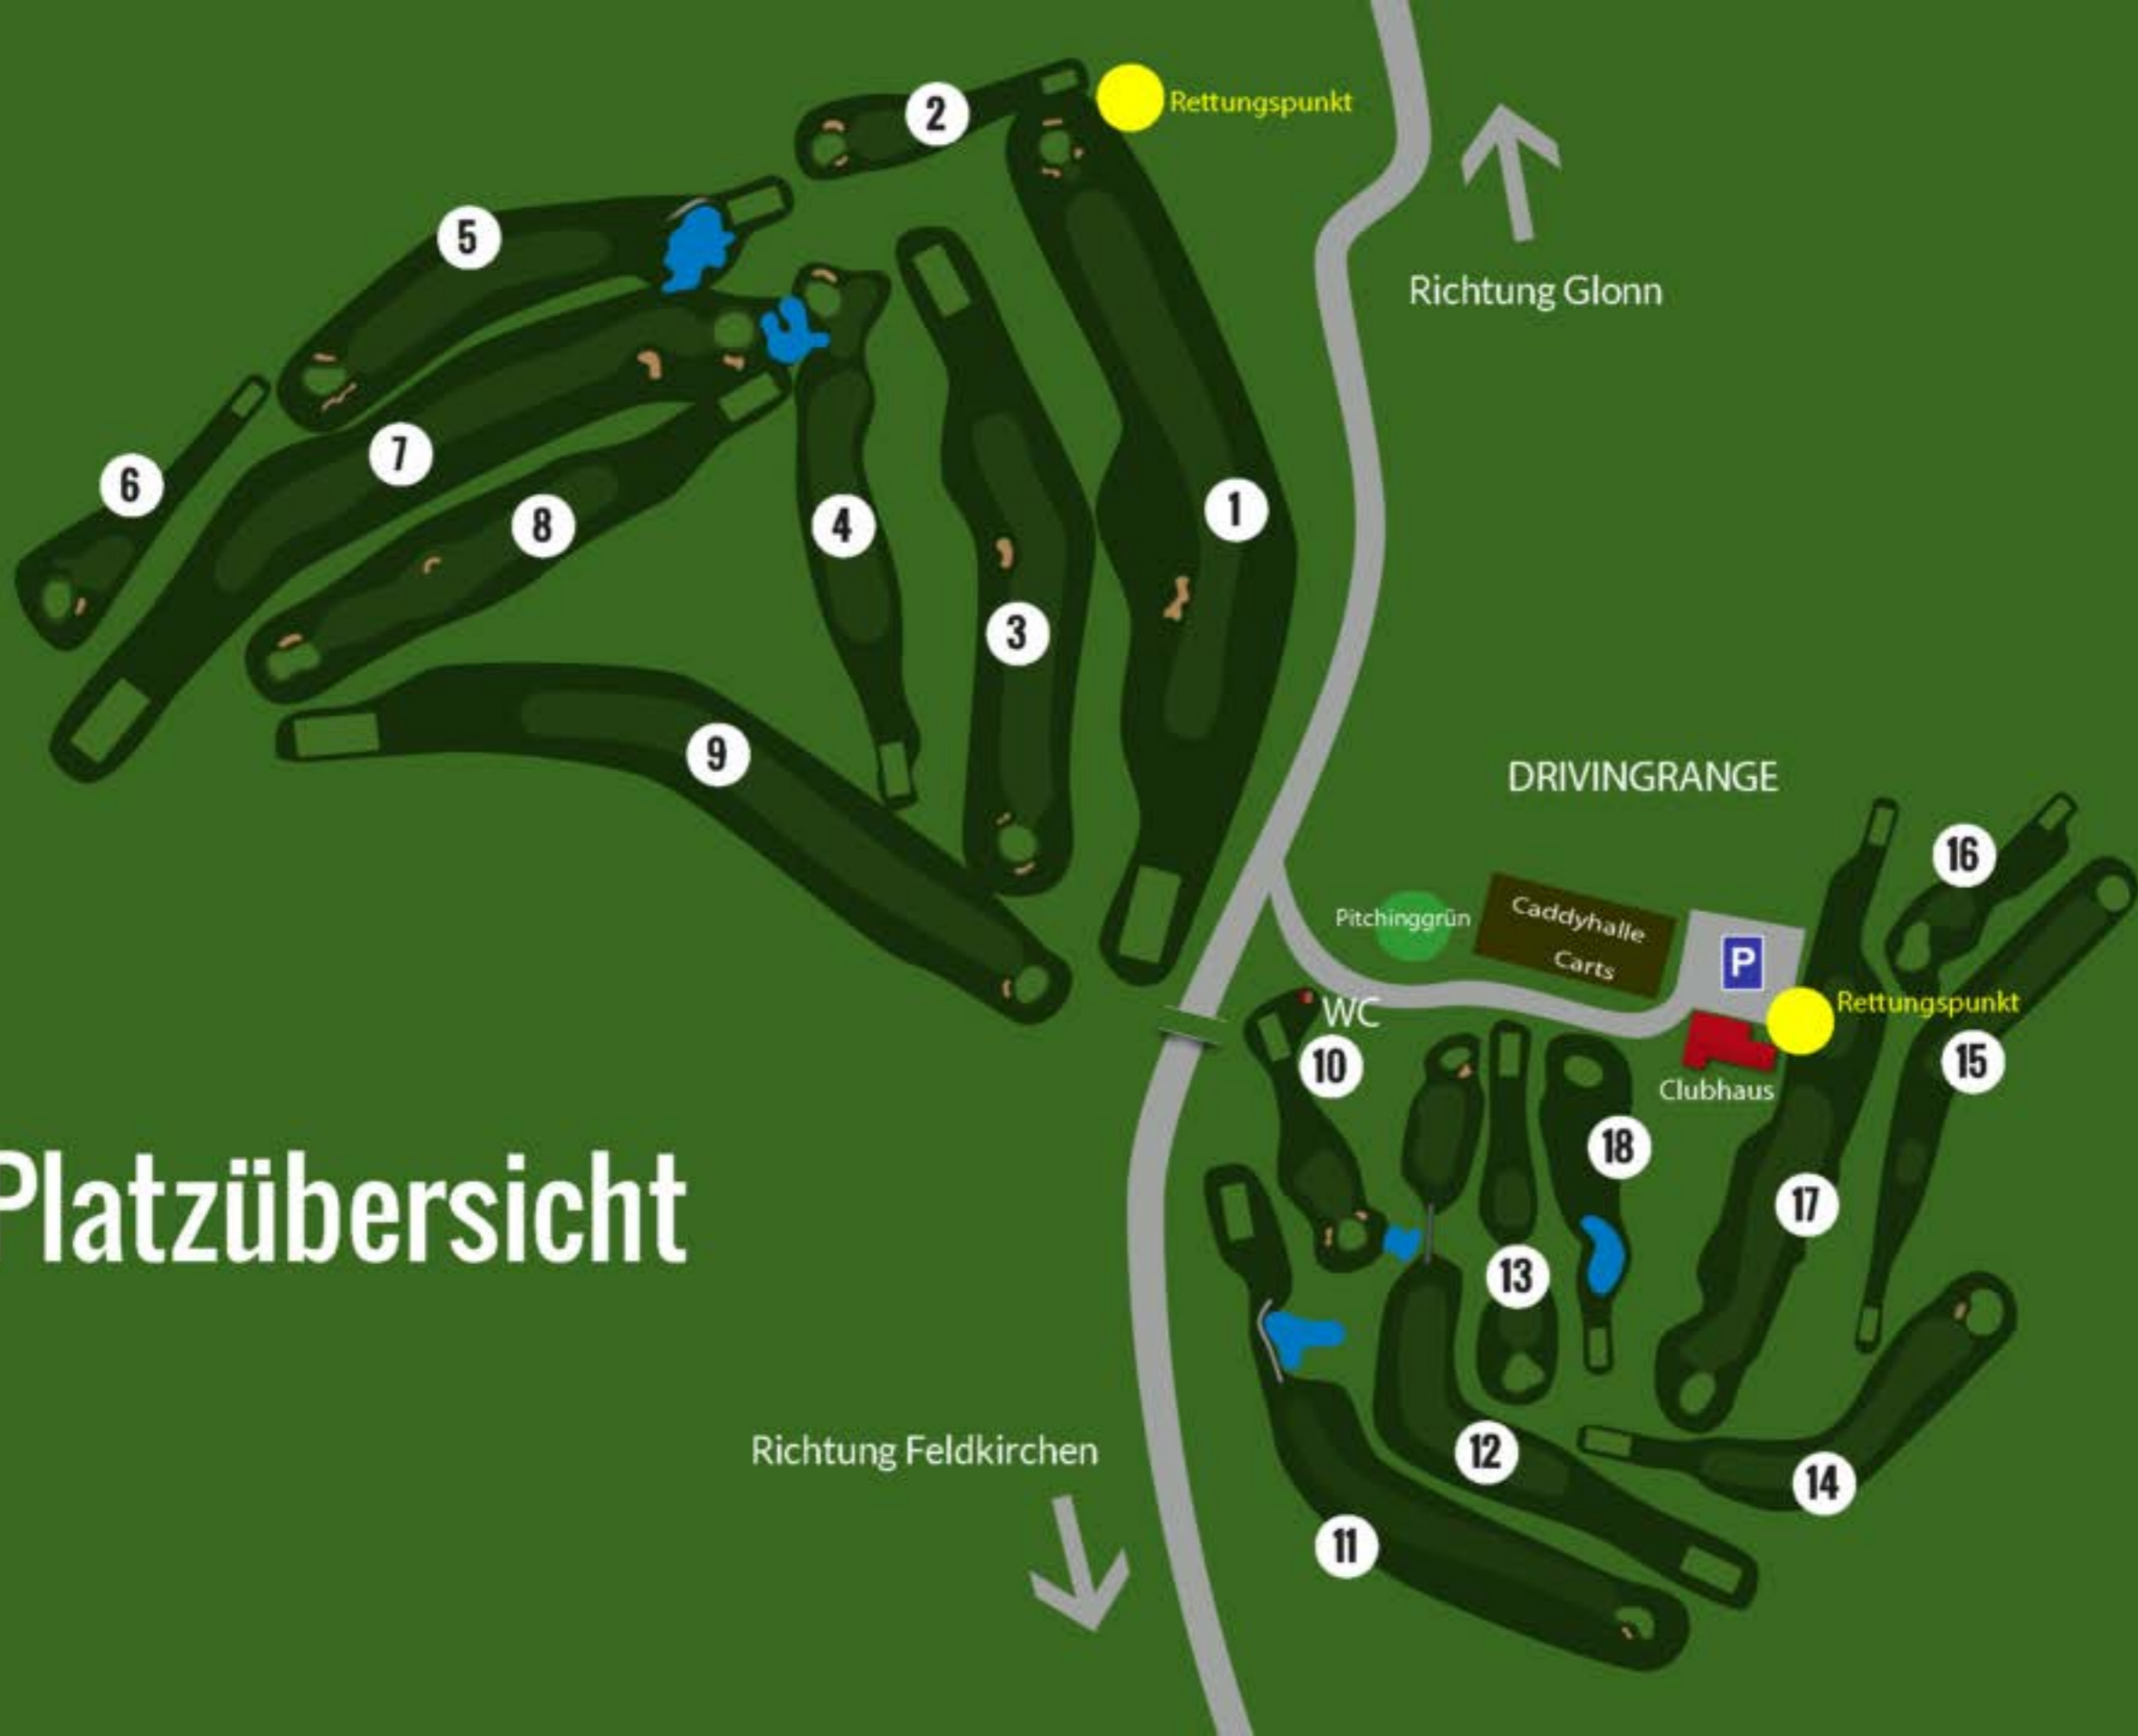 2
Rettungspunkt
5
Richtung Glonn
7
6
8
4
1
3
9
DRIVINGRANGE
16
Pitchinggrün
Caddyhalle
Carts
P
Rettungspunkt
WC
10
15
Clubhaus
18
17
Platzübersicht
13
Richtung Feldkirchen
12
14
11